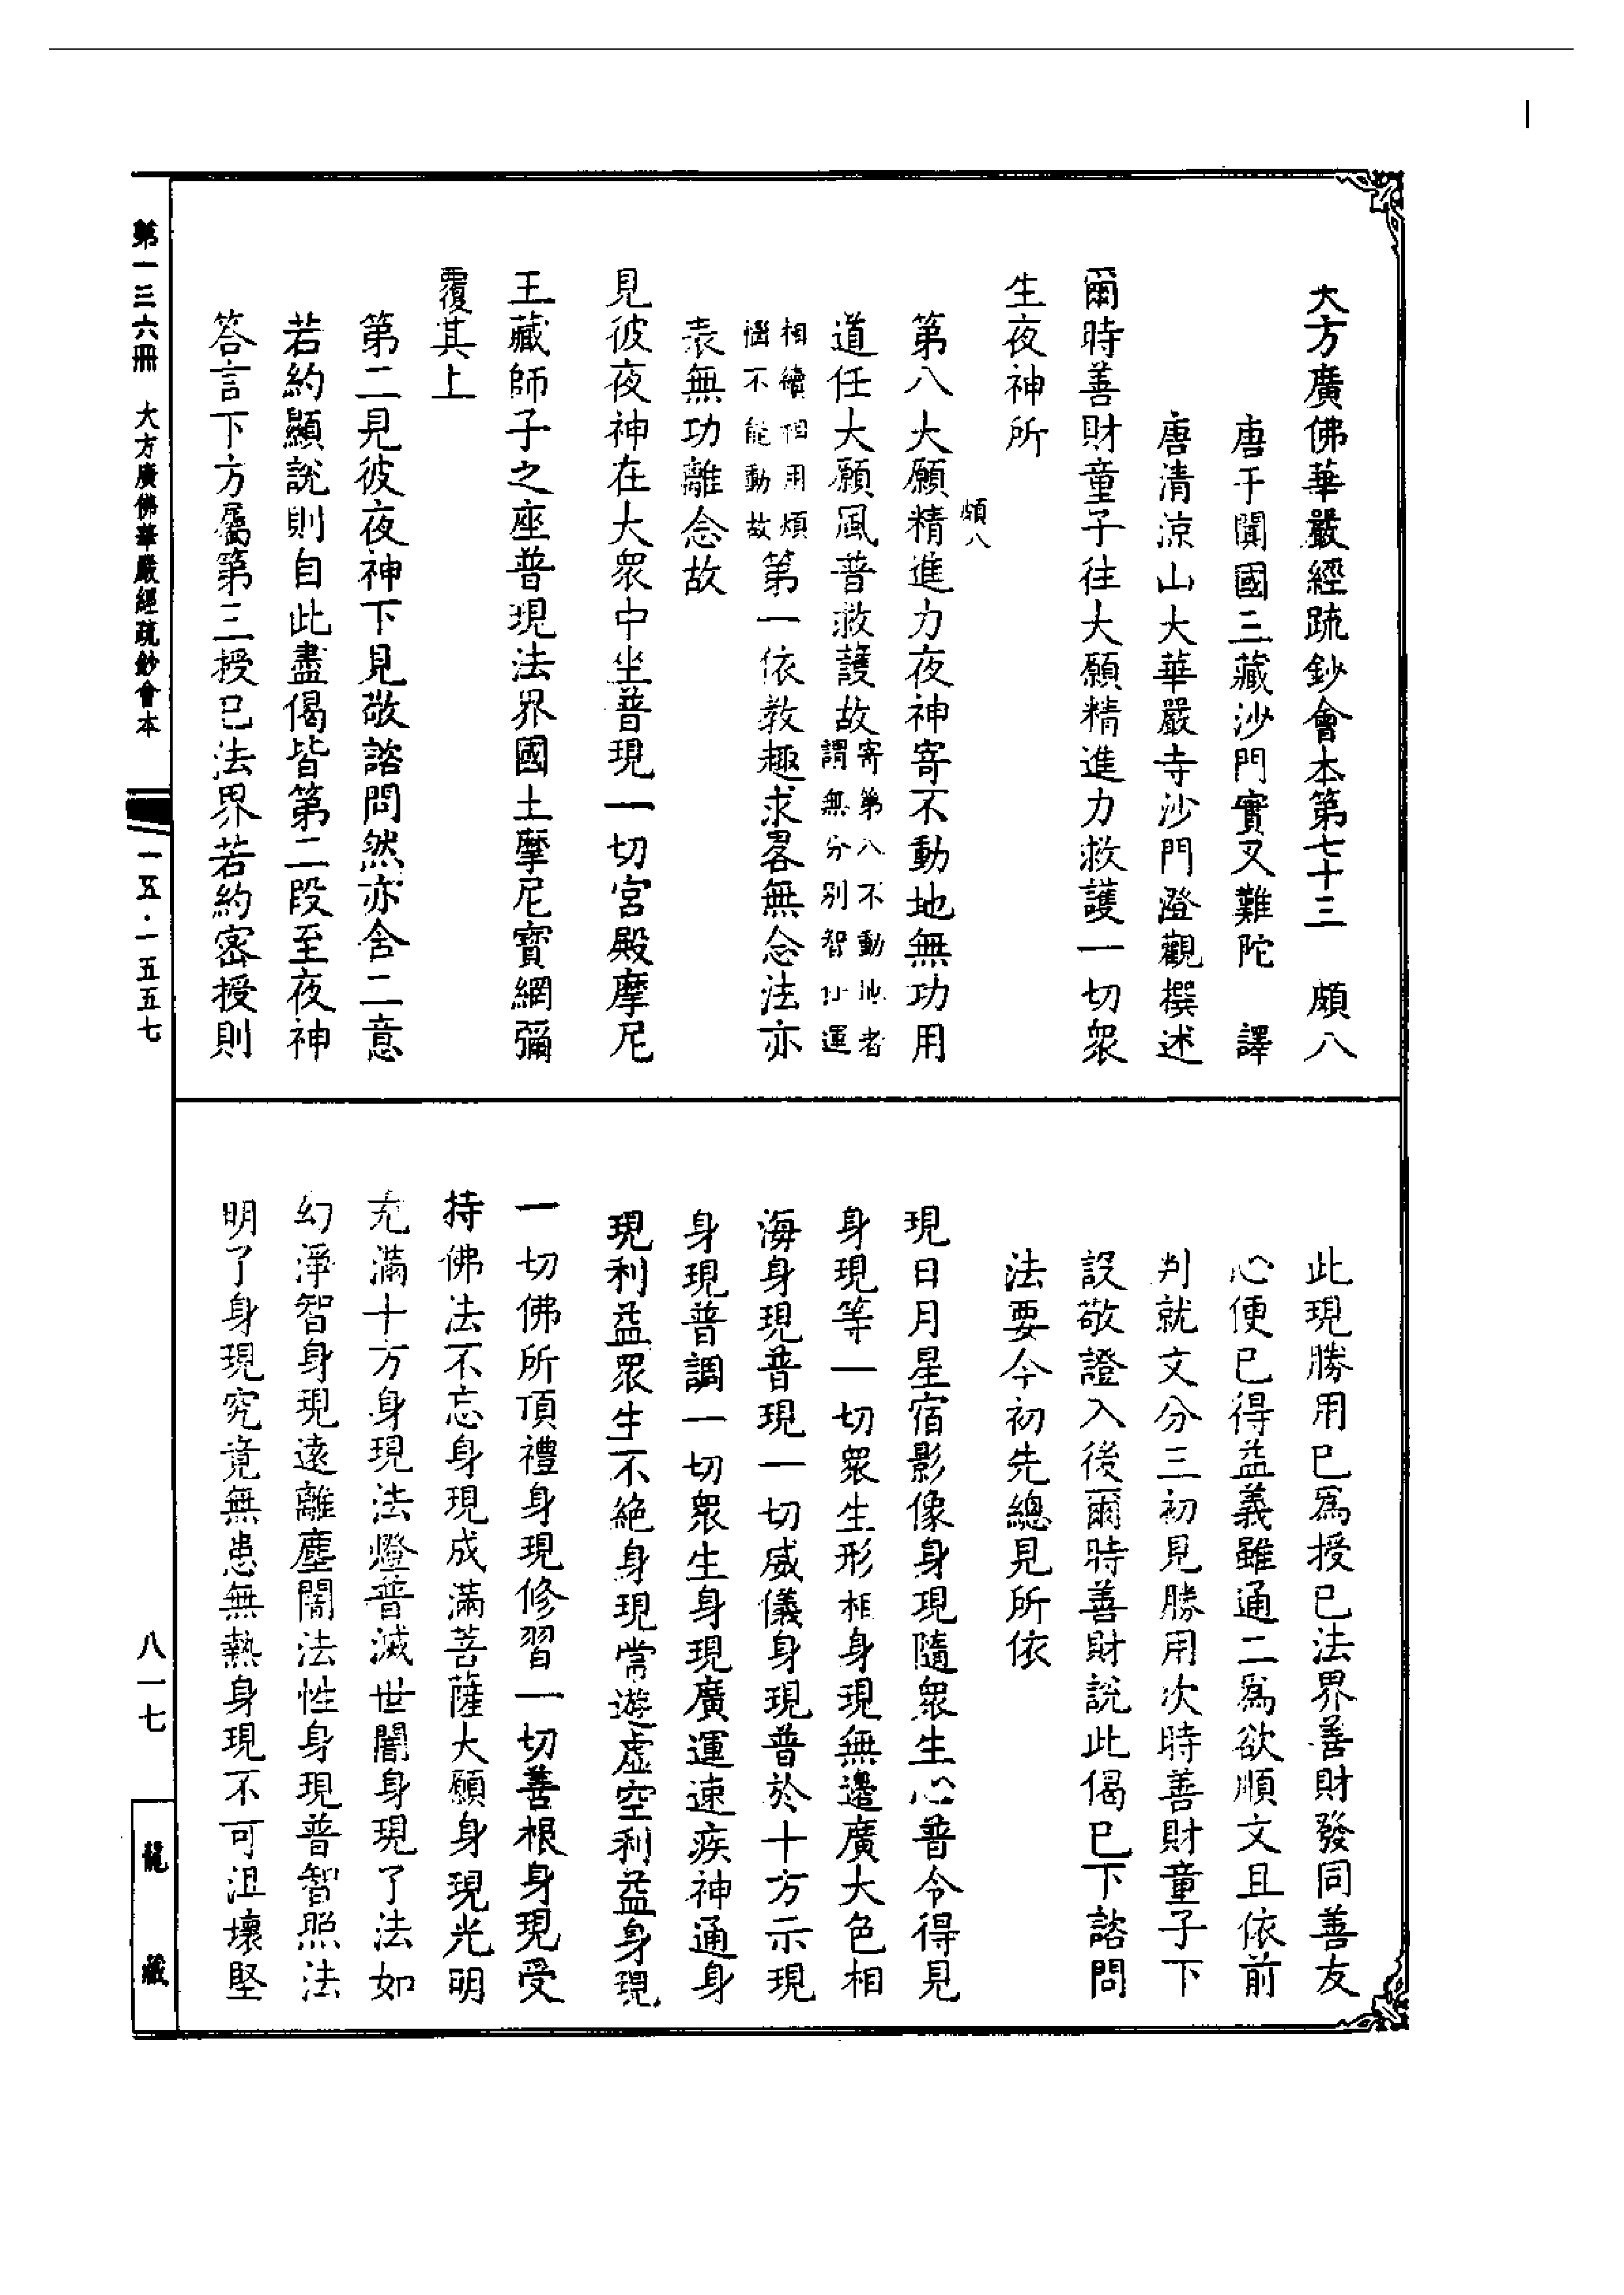 大方廣佛華嚴經疏鈔會本第七十三　頗八
唐于闐國三藏沙門實叉難陀　譯
唐清涼山大華嚴寺沙門澄觀撰述
爾時善財童子往大願精進力救護一切衆
生夜神所
頗八
第八大願精進力夜神寄不動地無功用
道任大願風普救護故寄第八不動地者謂無分別智任運
相續相用煩惱不能動故第一依教趣求畧無念法亦
表無功離念故
見彼夜神在大衆中坐普現一切宮殿摩尼
王藏師子之座普現法界國土摩尼寶網彌
覆其上
第二見彼夜神下見敬諮問然亦含二意
若約顯說則自此盡偈皆第二段至夜神
答言下方屬第三授已法界若約密授則
此現勝用已爲授已法界善財發同善友
心便已得益義雖通二爲欲順文且依前
判就文分三初見勝用次時善財童子下
設敬證入後爾時善財說此偈已下諮問
法要今初先總見所依
現日月星宿影像身現隨衆生心普令得見
身現等一切衆生形相身現無邊廣大色相
海身現普現一切威儀身現普於十方示現
身現普調一切衆生身現廣運速疾神通身
現利益衆生不絶身現常遊虛空利益身現
一切佛所頂禮身現修習一切善根身現受
持佛法不忘身現成滿菩薩大願身現光明
充滿十方身現法燈普滅世闇身現了法如
幻淨智身現遠離塵闇法性身現普智照法
明了身現究竟無患無熱身現不可沮壞堅
第一三六冊　大方廣佛華嚴經疏鈔會本
一五·一五五七
八一七
龍藏